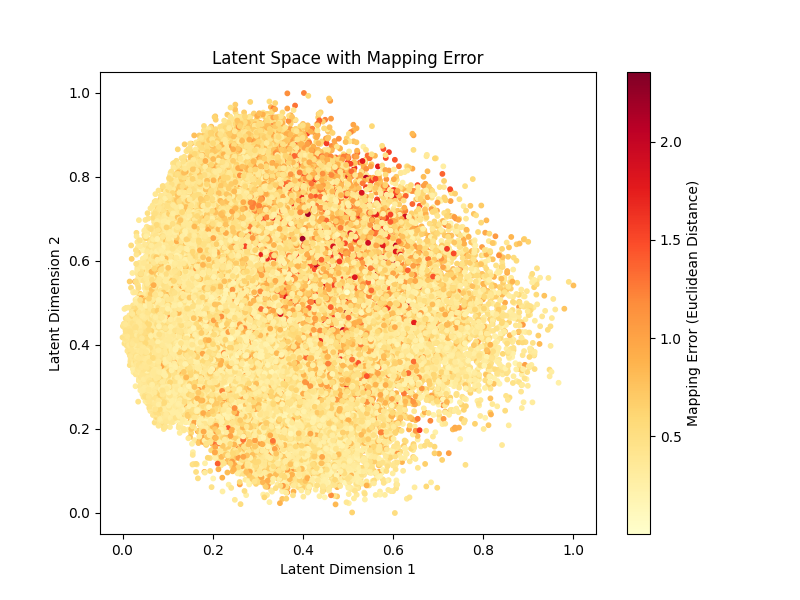 Latent Space with Mapping Error
1.0
0.8
0.6
0.4
0.2
0.0
Latent Dimension 2
0.0 0.2 0.4 0.6 0.8 1.0
Latent Dimension 1
2.0
1.5
1.0
0.5
Mapping Error (Euclidean Distance)